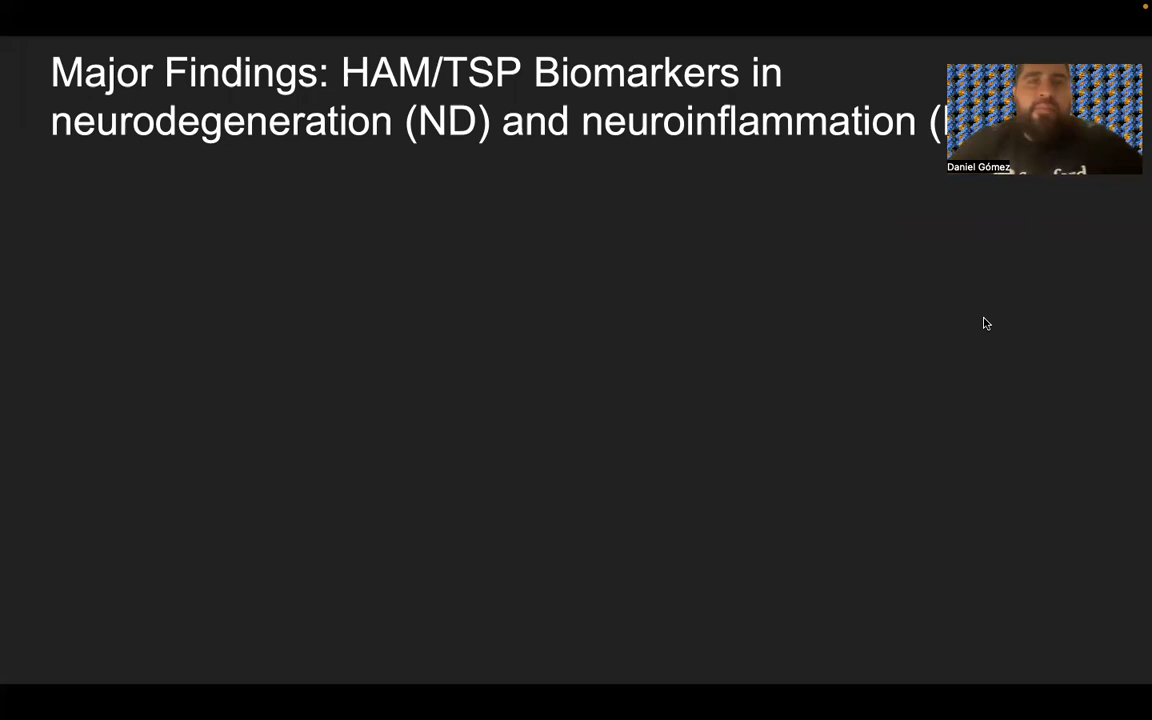 Major Findings: HAM/TSP Biomarkers in
neurodegeneration (ND) and neuroinflammation (
Daniel Gómez